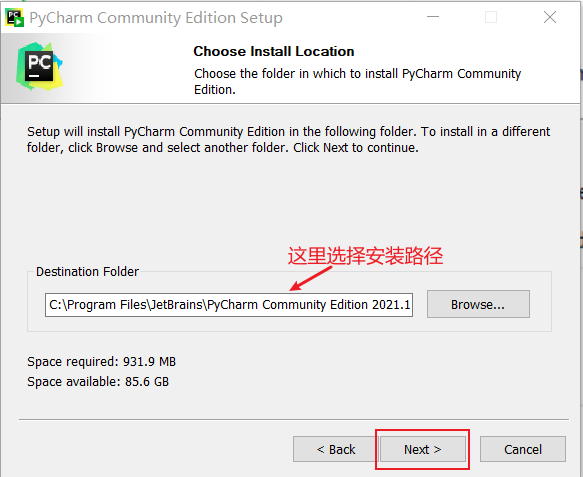 PC
PyCharm Community Edition Setup
PC
Choose Install Location
Choose the folder in which to install PyCharm Community
Edition.
Setup will install PyCharm Community Edition in the following folder. To install in a different
folder, click Browse and select another folder. Click Next to continue.
这里选择安装路径
Destination Folder
C:\Program Files\JetBrains\PyCharm Community Edition 2021.1
Browse...
Space required: 931.9 MB
Space available: 85.6 GB
< Back
Next >
Cancel